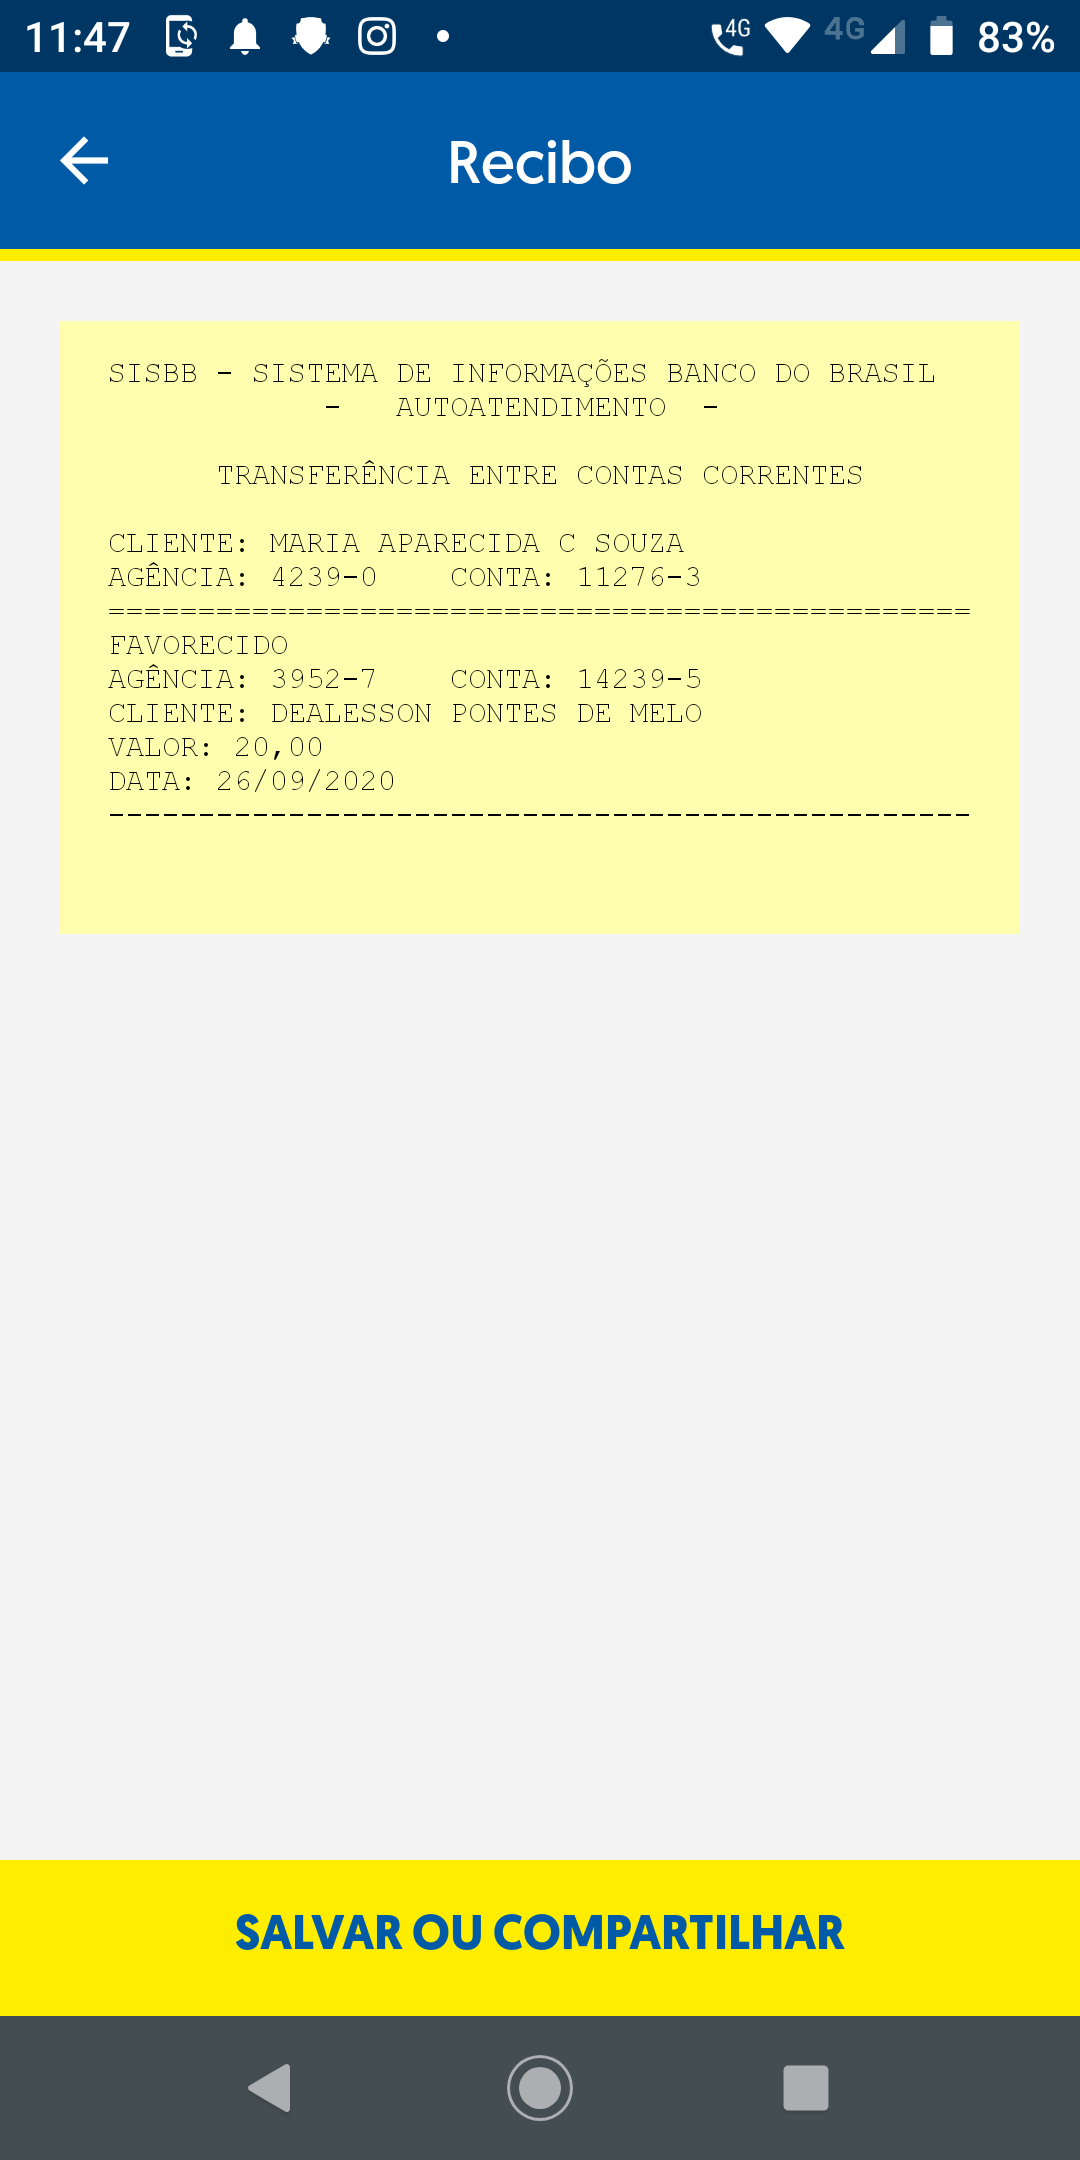 11:47 4G 4G 83%
Recibo
SISBB - SISTEMA DE INFORMAÇÕES BANCO DO BRASIL
- AUTOATENDIMENTO -
TRANSFERÊNCIA ENTRE CONTAS CORRENTES
CLIENTE: MARIA APARECIDA C SOUZA
AGÊNCIA: 4239-0 CONTA: 11276-3
================================================
FAVORECIDO
AGÊNCIA: 3952-7 CONTA: 14239-5
CLIENTE: DEALESSON PONTES DE MELO
VALOR: 20,00
DATA: 26/09/2020
------------------------------------------------
SALVAR OU COMPARTILHAR